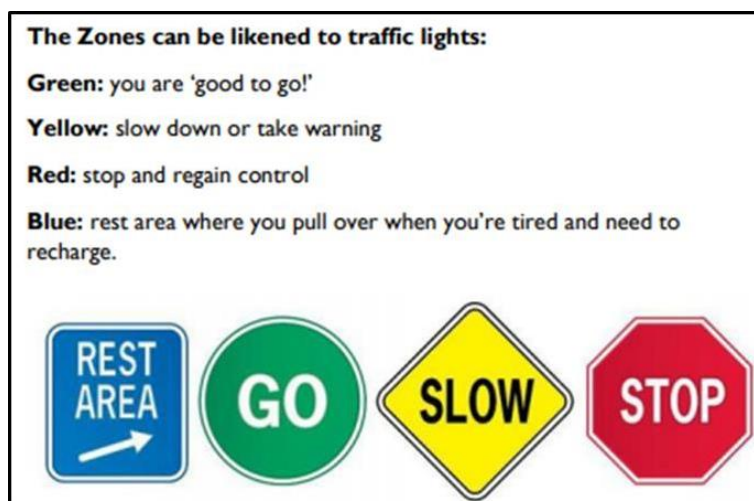 The Zones can be likened to traffic lights:
Green: you are ‘good to go!’
Yellow: slow down or take warning
Red: stop and regain control
Blue: rest area where you pull over when you’re tired and need to
recharge.
REST
AREA
GO
SLOW
STOP